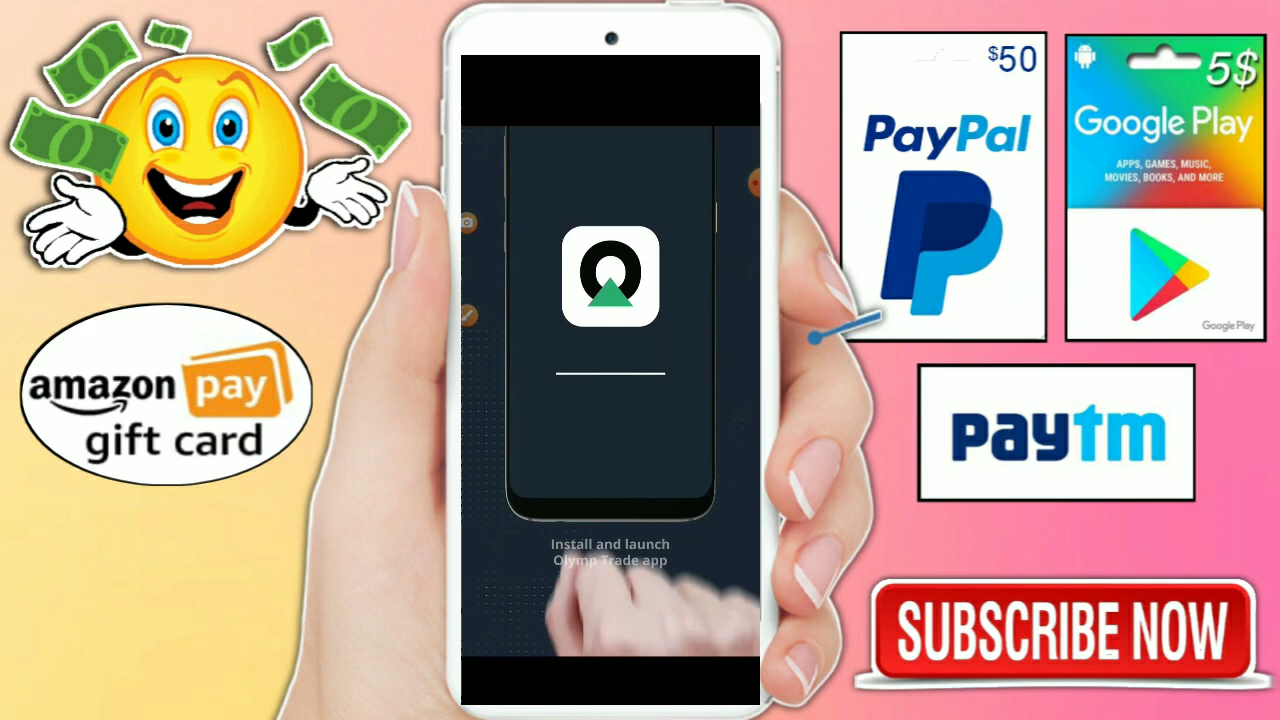 $50
PayPal
5$
Google Play
APPS, GAMES, MUSIC,
MOVIES, BOOKS, AND MORE
Google Play
amazon pay
gift card
paytm
Install and launch
Olymp Trade app
SUBSCRIBE NOW